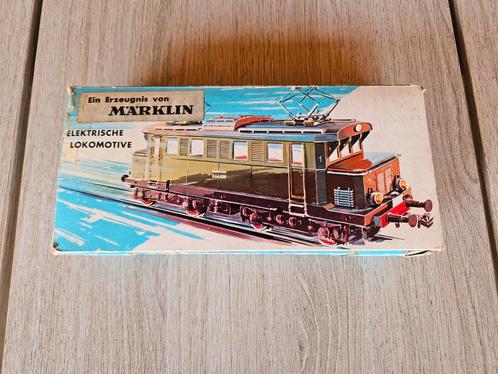 Ein Erzeugnis von
MÄRKLIN
ELEKTRISCHE
LOKOMOTIVE